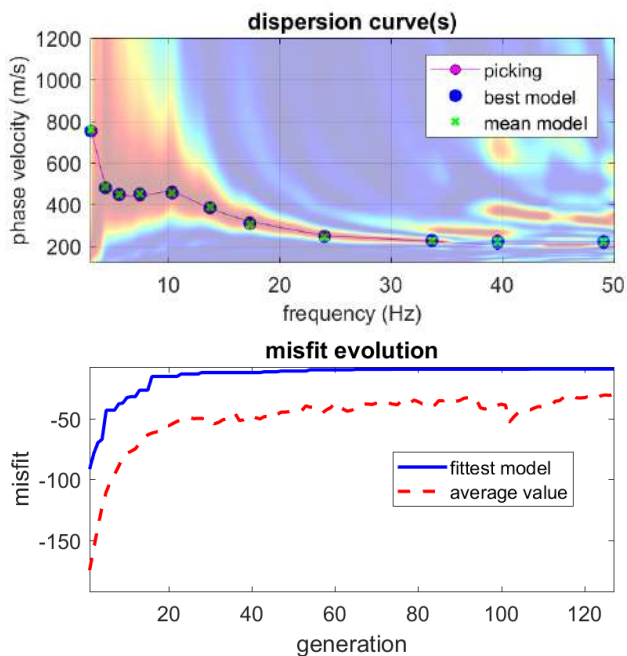 dispersion curve(s)
1200
1000
800
600
400
200
phase velocity (m/s)
picking
best model
mean model
10
20
30
40
50
frequency (Hz)
misfit evolution
-50
-100
-150
misfit
fittest model
average value
20
40
60
80
100
120
generation